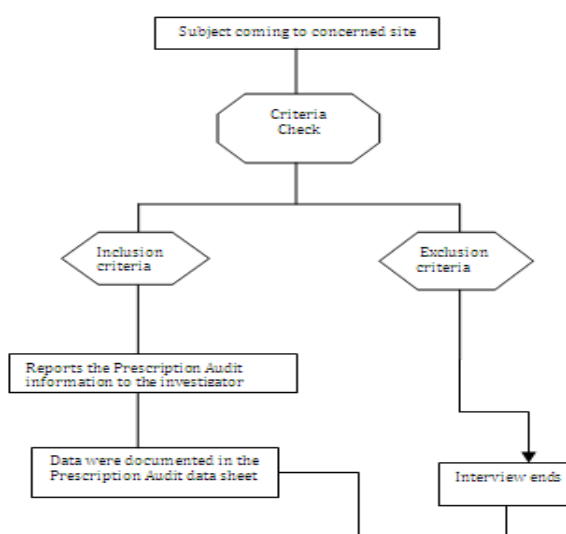 Subject coming to concerned site
Criteria
Check
Inclusion
criteria
Exclusion
criteria
Reports the Prescription Audit
information to the investigator
Data were documented in the
Prescription Audit data sheet
Interview ends